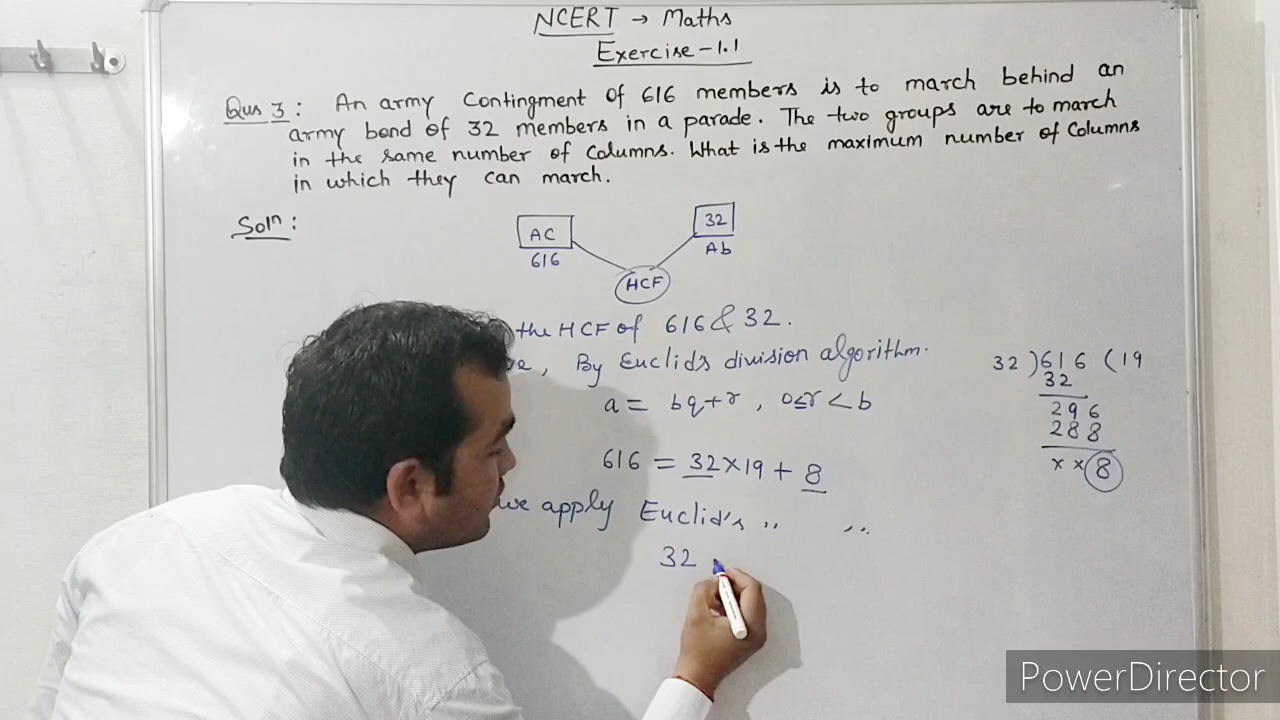 NCERT → Maths
Exercise-1.1
Qus 3: An army Contingment of 616 members is to march behind an
army band of 32 members in a parade. The two groups are to march
in the same number of Columns. What is the maximum number of Columns
in which they can march.
Solⁿ:
AC
616
32
Ab
HCF
the HCF of 616 & 32.
, By Euclid's division algorithm.
a = bq+r, 0≤r<b
616 = 32×19 + 8
we apply Euclid's ,, ,,
32
32)616(19
32
296
288
××8
PowerDirector